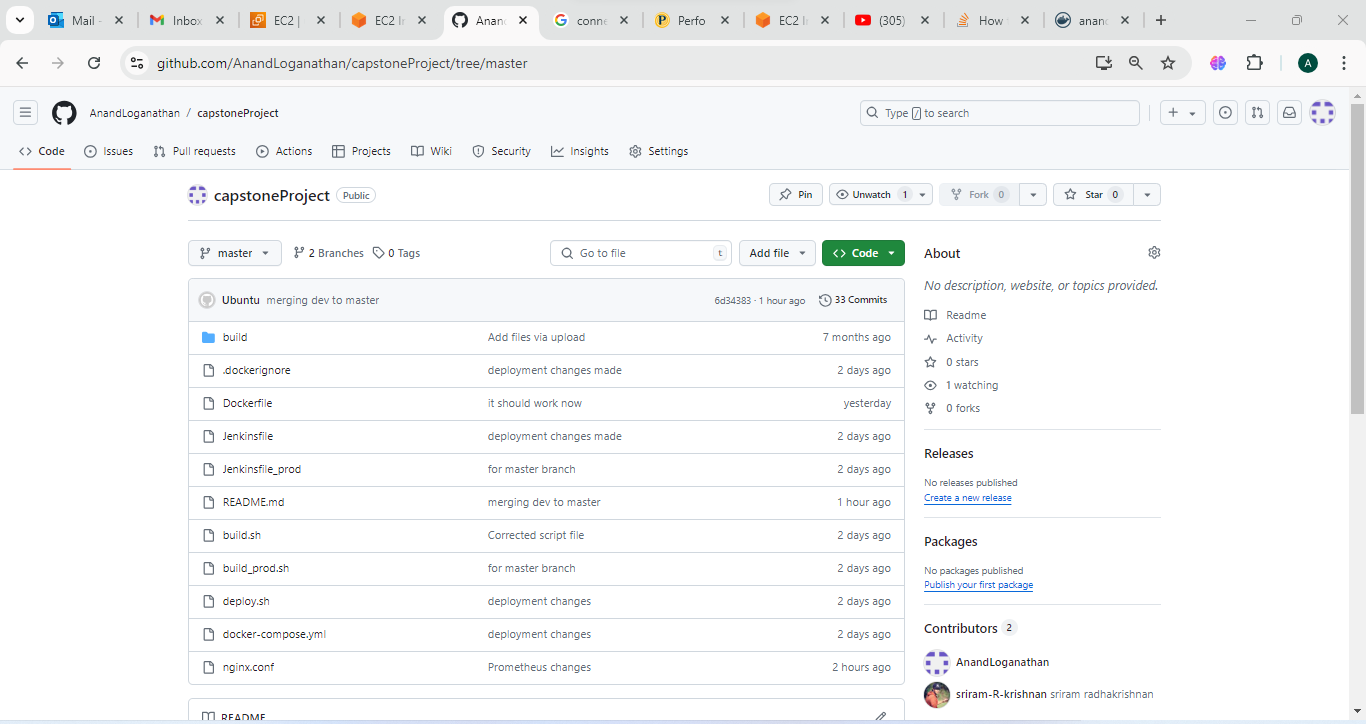 Mail -
Inbox
EC2 |
EC2 In
Anand
conne
Perfo
EC2 In
(305)
How
anand
github.com/AnandLoganathan/capstoneProject/tree/master
A
AnandLoganathan / capstoneProject
Type / to search
Code
Issues
Pull requests
Actions
Projects
Wiki
Security
Insights
Settings
capstoneProject Public
Pin
Unwatch 1
Fork 0
Star 0
master
2 Branches
0 Tags
Go to file t
Add file
Code
Ubuntu merging dev to master 6d34383 · 1 hour ago 33 Commits
build Add files via upload 7 months ago
.dockerignore deployment changes made 2 days ago
Dockerfile it should work now yesterday
Jenkinsfile deployment changes made 2 days ago
Jenkinsfile_prod for master branch 2 days ago
README.md merging dev to master 1 hour ago
build.sh Corrected script file 2 days ago
build_prod.sh for master branch 2 days ago
deploy.sh deployment changes 2 days ago
docker-compose.yml deployment changes 2 days ago
nginx.conf Prometheus changes 2 hours ago
README
About
No description, website, or topics provided.
Readme
Activity
0 stars
1 watching
0 forks
Releases
No releases published
Create a new release
Packages
No packages published
Publish your first package
Contributors 2
AnandLoganathan
sriram-R-krishnan sriram radhakrishnan